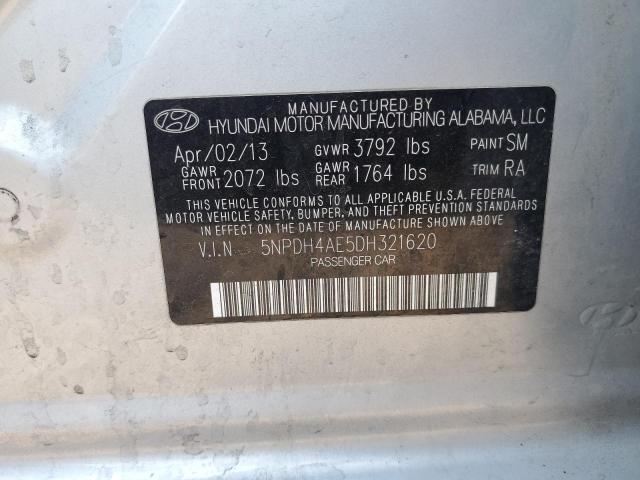 MANUFACTURED BY
HYUNDAI MOTOR MANUFACTURING ALABAMA, LLC
Apr/02/13 GVWR 3792 lbs PAINT SM
GAWR FRONT 2072 lbs GAWR REAR 1764 lbs TRIM RA
THIS VEHICLE CONFORMS TO ALL APPLICABLE U.S.A. FEDERAL
MOTOR VEHICLE SAFETY, BUMPER, AND THEFT PREVENTION STANDARDS
IN EFFECT ON THE DATE OF MANUFACTURE SHOWN ABOVE.
V.I.N 5NPDH4AE5DH321620
PASSENGER CAR